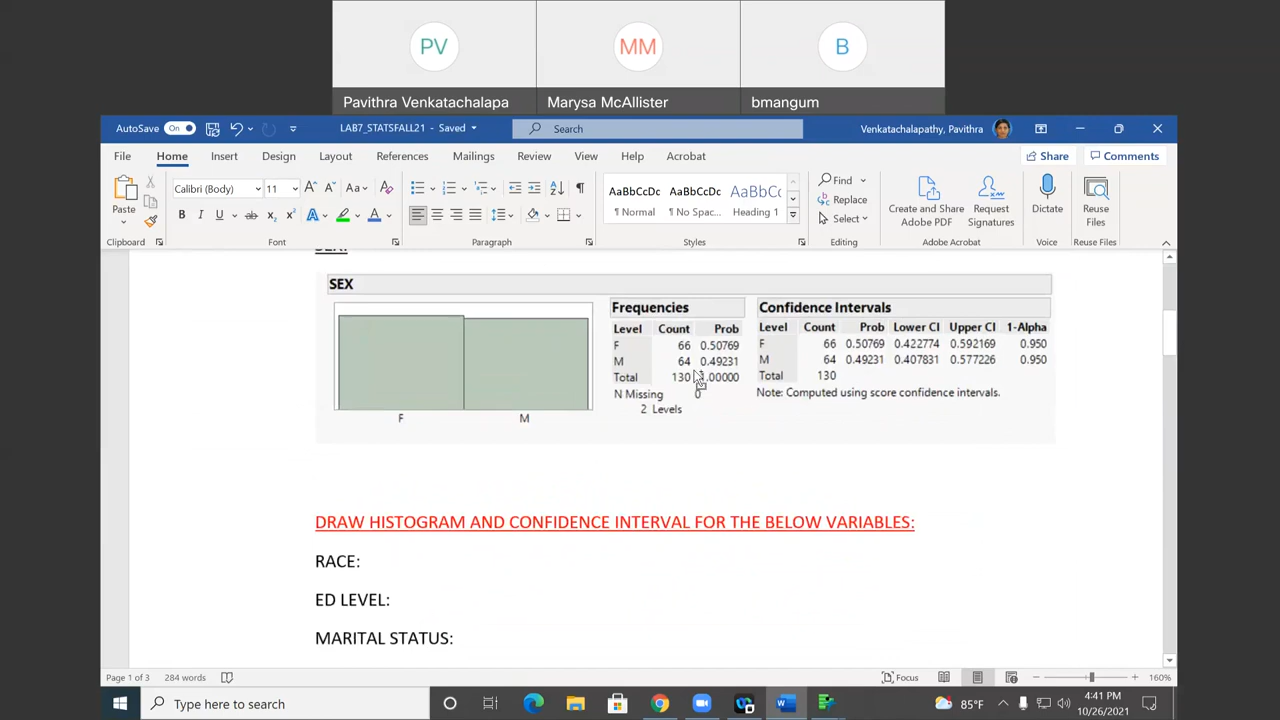 PV
MM
B
Pavithra Venkatachalapa
Marysa McAllister
bmangum
AutoSave On
LAB7_STATSFALL21 - Saved
Search
Venkatachalapathy, Pavithra
File Home Insert Design Layout References Mailings Review View Help Acrobat
Share Comments
Paste
Calibri (Body) 11
AaBbCcDc AaBbCcDc AaBbCc
¶ Normal ¶ No Spac... Heading 1
Find
Replace
Select
Create and Share Adobe PDF
Request Signatures
Dictate
Reuse Files
Clipboard Font Paragraph Styles Editing Adobe Acrobat Voice Reuse Files
SEX
Frequencies
Level Count Prob
F 66 0.50769
M 64 0.49231
Total 130 1.00000
N Missing 0
2 Levels
Confidence Intervals
Level Count Prob Lower CI Upper CI 1-Alpha
F 66 0.50769 0.422774 0.592169 0.950
M 64 0.49231 0.407831 0.577226 0.950
Total 130
Note: Computed using score confidence intervals.
F M
DRAW HISTOGRAM AND CONFIDENCE INTERVAL FOR THE BELOW VARIABLES:
RACE:
ED LEVEL:
MARITAL STATUS:
Page 1 of 3 284 words
Focus
160%
Type here to search
85°F
4:41 PM
10/26/2021